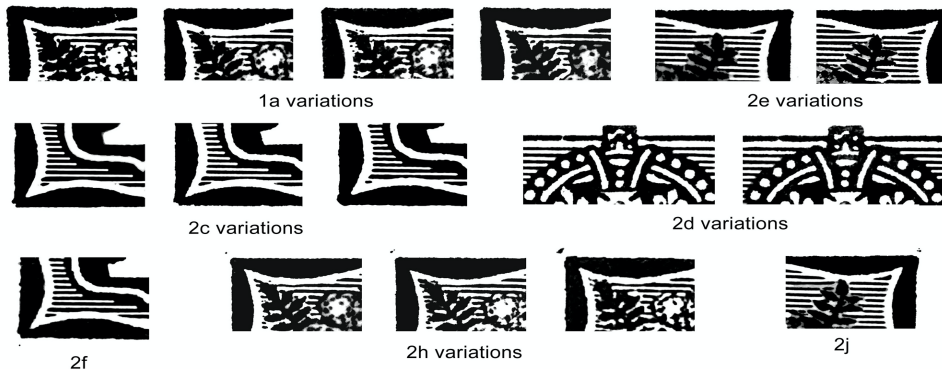 1a variations
2e variations
2c variations
2d variations
2f
2h variations
2j